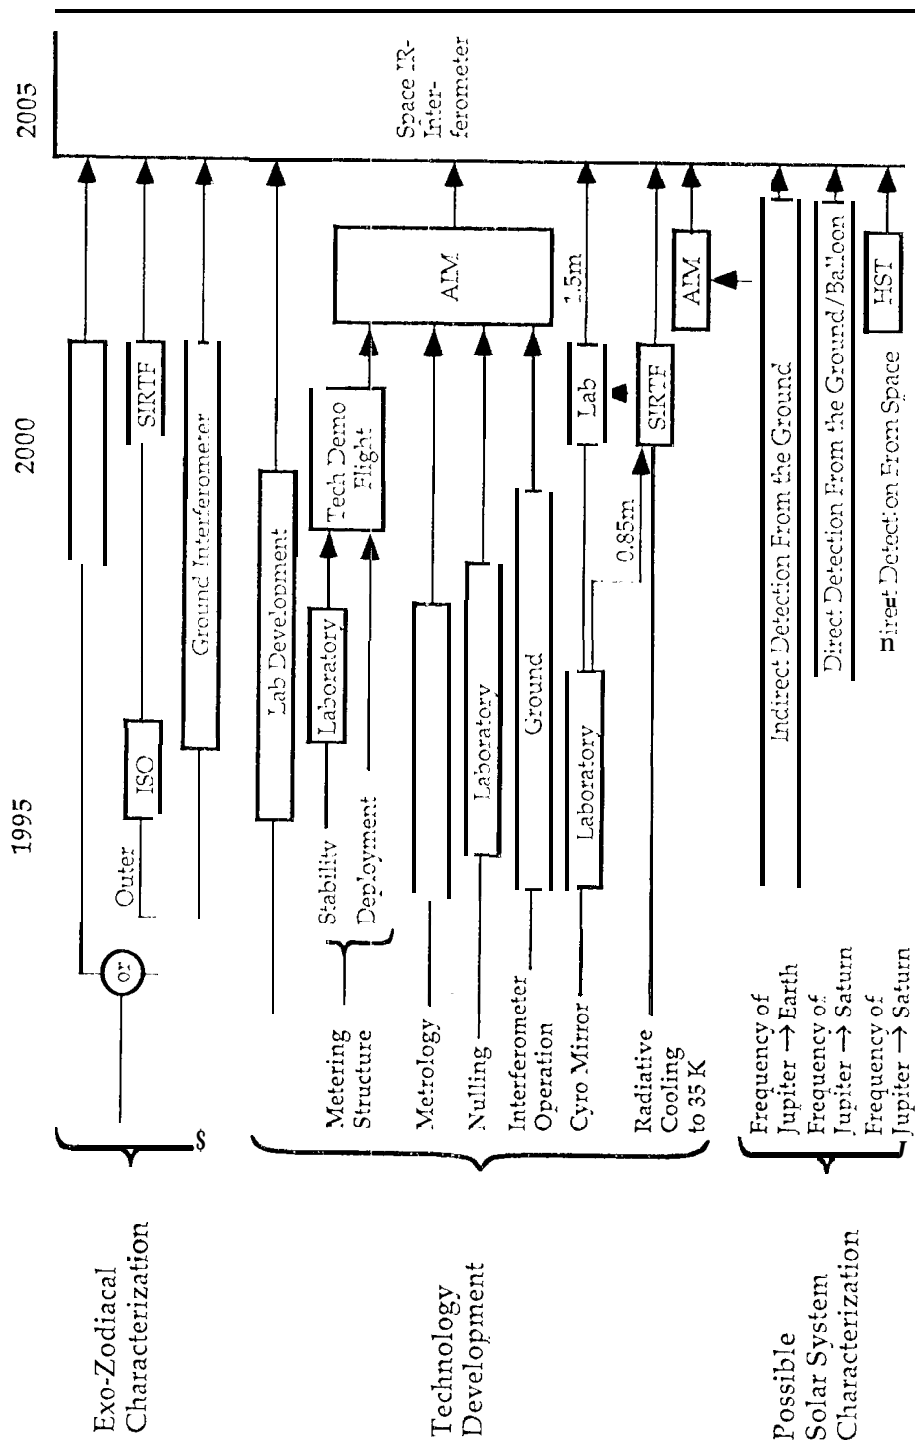 1995
2000
2005
Exo-Zodiacal
Characterization
or
Outer
ISO
SIRTF
$
Ground Interferometer
Technology
Development
Lab Development
Metering
Structure
Stability
Laboratory
Deployment
Tech Demo
Flight
AIM
Space IR-
Inter-
ferometer
Metrology
Nulling
Laboratory
Interferometer
Operation
Ground
Cyro Mirror
Laboratory
Lab
1.5m
0.85m
Radiative
Cooling
to 35 K
SIRTF
AIM
Possible
Solar System
Characterization
Frequency of
Jupiter → Earth
Indirect Detection From the Ground
Frequency of
Jupiter → Saturn
Direct Detection From the Ground/Balloon
Frequency of
Jupiter → Saturn
Direct Detection From Space
HST